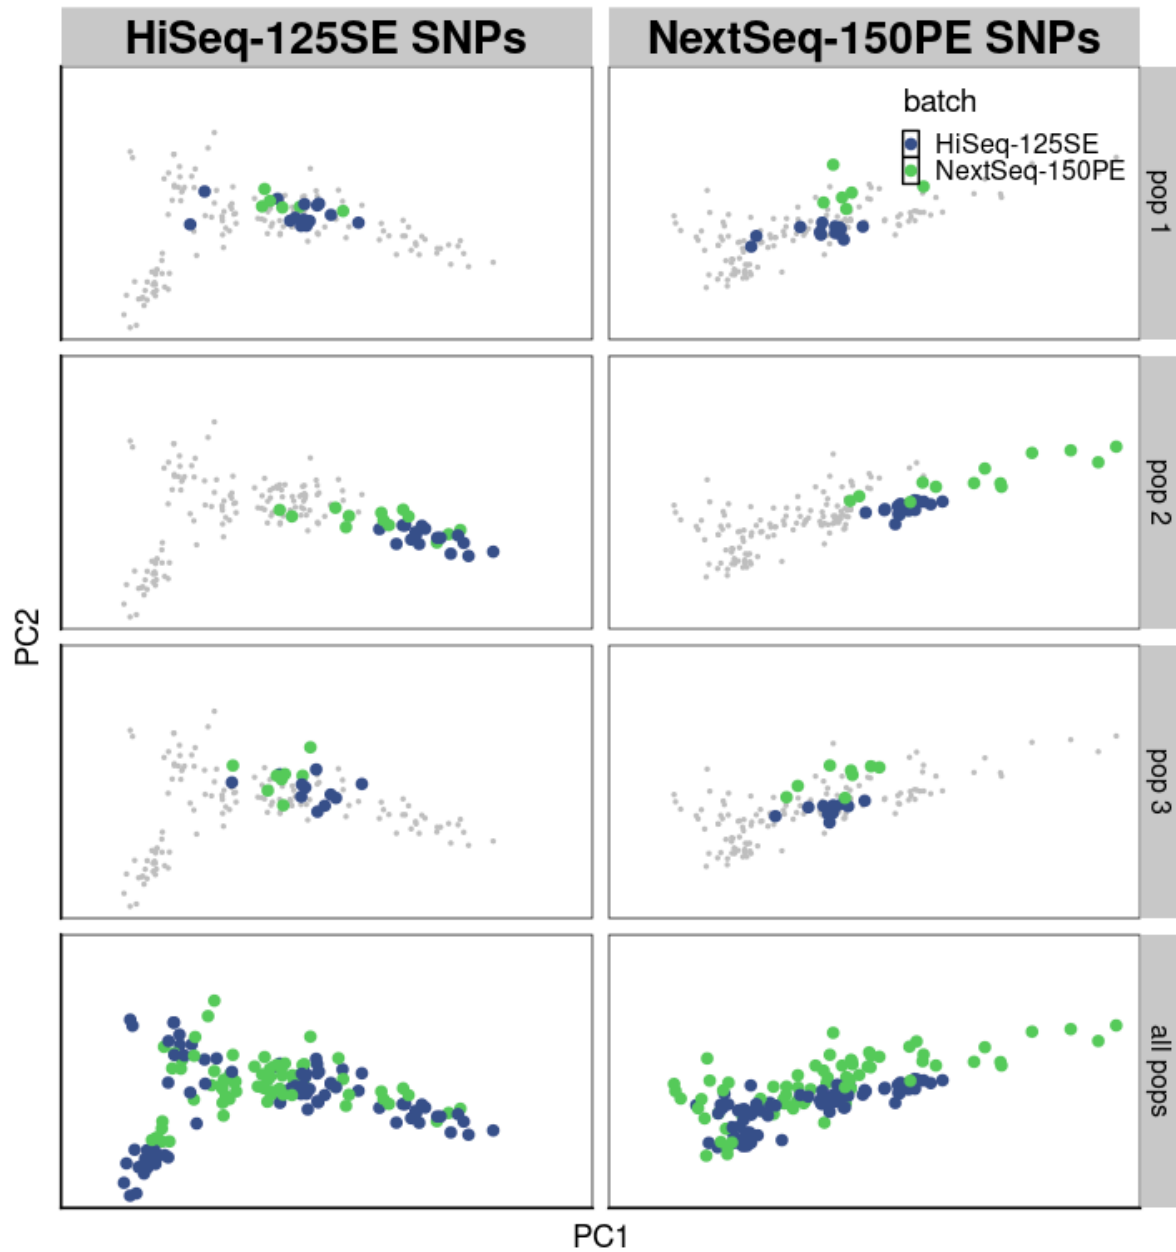 HiSeq-125SE SNPs
NextSeq-150PE SNPs
batch
HiSeq-125SE
NextSeq-150PE
pop 1
pop 2
pop 3
all pops
PC2
PC1